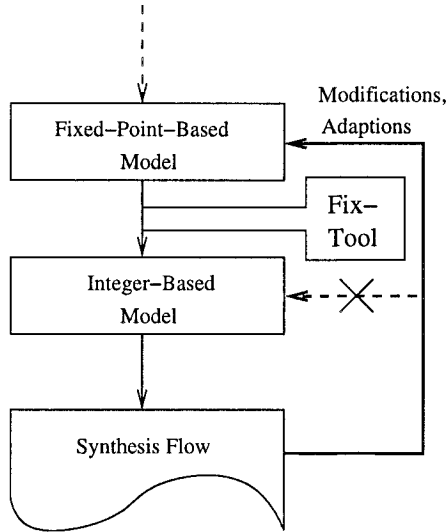 Modifications,
Adaptions
Fixed–Point–Based
Model
Fix–
Tool
Integer–Based
Model
Synthesis Flow